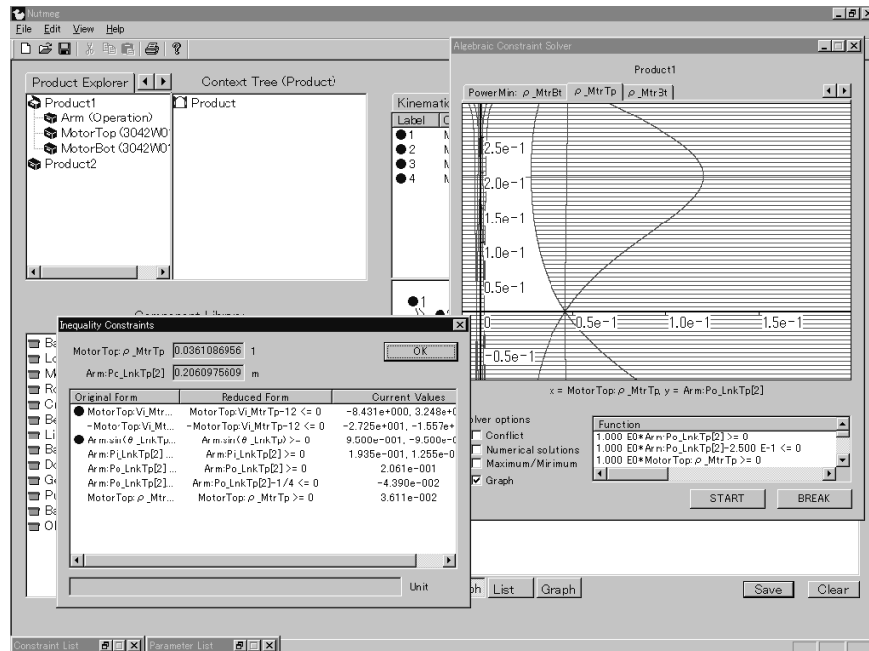 Nutmeg
File Edit View Help
Product Explorer
Context Tree (Product)
Product1
Arm (Operation)
MotorTop (3042W0
MotorBot (3042W0
Product2
Product
Label
1
2
3
4
1
Algebraic Constraint Solver
Product1
PowerMin: ρ_MtrBt
ρ_MtrTp
ρ_MtrBt
2.5e-1
2.0e-1
1.5e-1
1.0e-1
0.5e-1
0
0.5e-1
1.0e-1
1.5e-1
-0.5e-1
x = MotorTop:ρ_MtrTp, y = Arm:Po_LnkTp[2]
lver options
Conflict
Numerical solutions
Maximum/Mirimum
Graph
Function
1.000 E0*Arm:Po_LnkTp[2] >= 0
1.000 E0*Arm:Po_LnkTp[2]-2.500 E-1 <= 0
1.000 E0*MotorTop:ρ_MtrTp >= 0
START
BREAK
Inequality Constraints
MotorTop:ρ_MtrTp 0.0361086956 1
OK
Arm:Pc_LnkTp[2] 0.2060975609 m
Original Form Reduced Form Current Values
MotorTop:Vi_Mtr... MotorTop:Vi_MtrTp-12 <= 0 -8.431e+000, 3.248e+0
-MotorTop:Vi_Mtr... -MotorTop:Vi_MtrTp-12 <= 0 -2.725e+001, -1.557e+
Arm:sin(θ_LnkTp... Arm:sin(θ_LnkTp) >= 0 9.000e-001, -9.500e-0
Arm:Pi_LnkTp[2] ... Arm:Pi_LnkTp[2] >= 0 1.935e-001, 1.255e-0
Arm:Po_LnkTp[2] ... Arm:Po_LnkTp[2] >= 0 2.061e-001
Arm:Po_LnkTp[2]... Arm:Po_LnkTp[2]-1/4 <= 0 -4.390e-002
MotorTop:ρ_Mtr... MotorTop:ρ_MtrTp >= 0 3.611e-002
Unit
List
Graph
Save
Clear
Constraint List
Parameter List